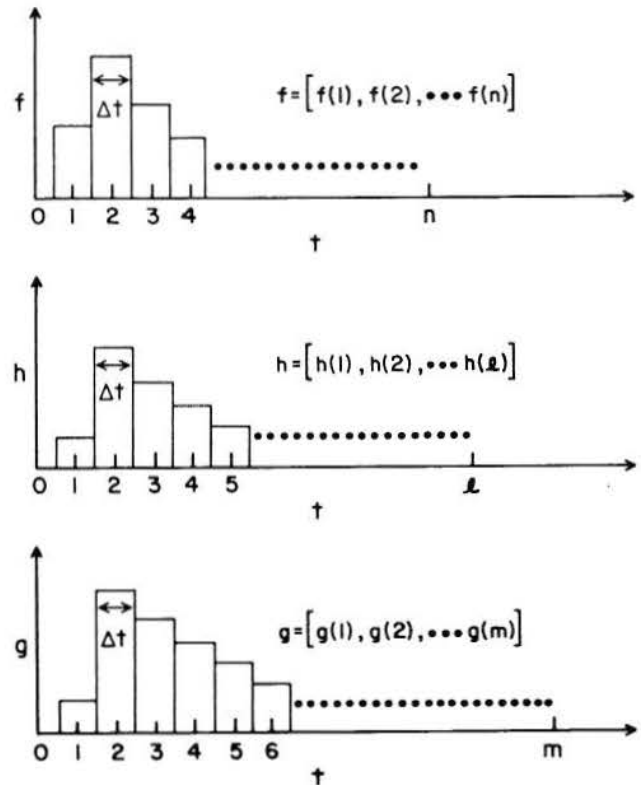 f
Δt
f=[f(1), f(2), ••• f(n)]
0 1 2 3 4 n
t
h
Δt
h=[h(1), h(2), ••• h(ℓ)]
0 1 2 3 4 5 ℓ
t
g
Δt
g=[g(1), g(2), ••• g(m)]
0 1 2 3 4 5 6 m
t